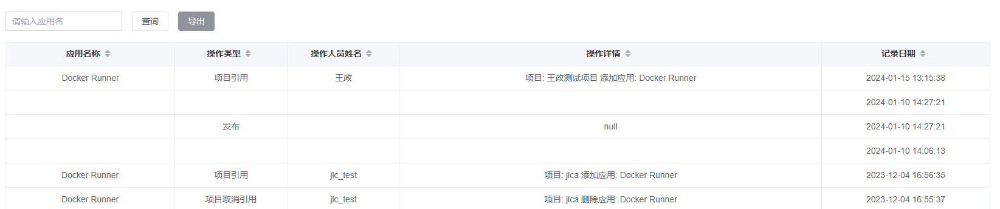 请输入应用名 查询 导出
应用名称 操作类型 操作人员姓名 操作详情 记录日期
Docker Runner 项目引用 王政 项目: 王政测试项目 添加应用: Docker Runner 2024-01-15 13:15:38
2024-01-10 14:27:21
发布 null 2024-01-10 14:27:21
2024-01-10 14:06:13
Docker Runner 项目引用 jlc_test 项目: jlca 添加应用: Docker Runner 2023-12-04 16:56:35
Docker Runner 项目取消引用 jlc_test 项目: jlca 删除应用: Docker Runner 2023-12-04 16:55:37